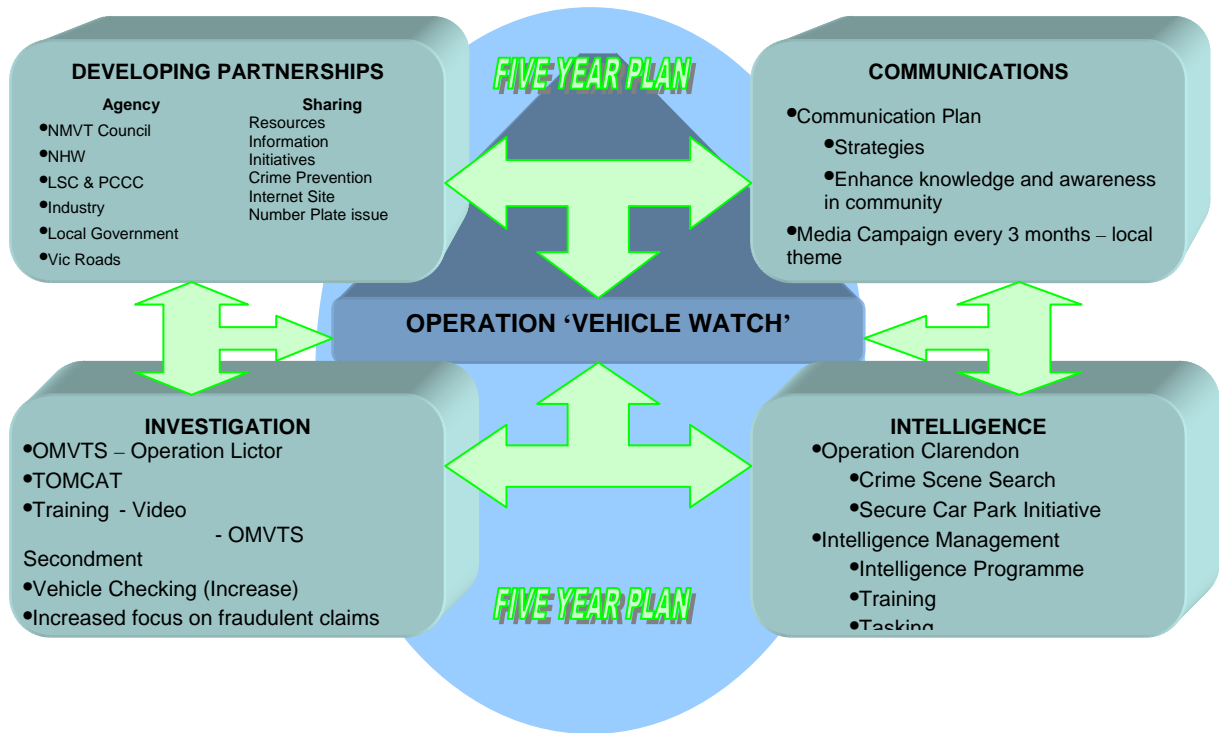 FIVE YEAR PLAN
DEVELOPING PARTNERSHIPS
Agency
•NMVT Council
•NHW
•LSC & PCCC
•Industry
•Local Government
•Vic Roads
Sharing
Resources
Information
Initiatives
Crime Prevention
Internet Site
Number Plate issue
COMMUNICATIONS
•Communication Plan
•Strategies
•Enhance knowledge and awareness
in community
•Media Campaign every 3 months – local
theme
OPERATION ‘VEHICLE WATCH’
INVESTIGATION
•OMVTS – Operation Lictor
•TOMCAT
•Training - Video
- OMVTS
Secondment
•Vehicle Checking (Increase)
•Increased focus on fraudulent claims
INTELLIGENCE
•Operation Clarendon
•Crime Scene Search
•Secure Car Park Initiative
•Intelligence Management
•Intelligence Programme
•Training
•Tasking
FIVE YEAR PLAN